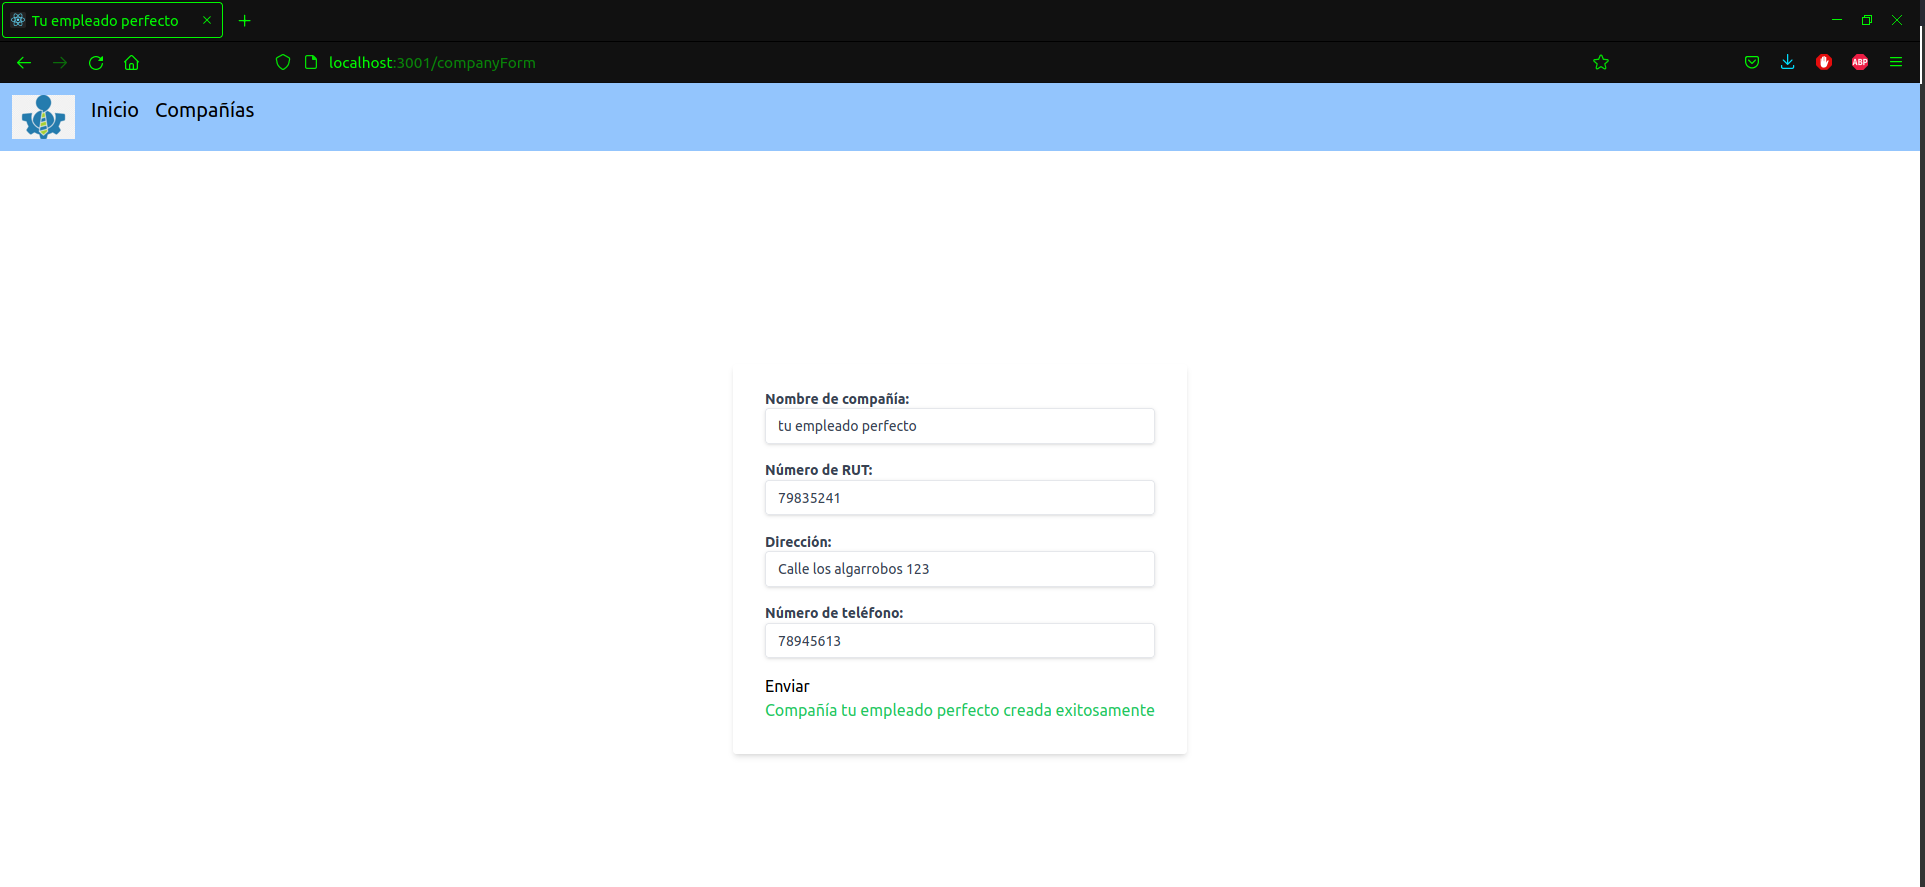 Tu empleado perfecto
localhost:3001/companyForm
ABP
Inicio Compañías
Nombre de compañía:
tu empleado perfecto
Número de RUT:
79835241
Dirección:
Calle los algarrobos 123
Número de teléfono:
78945613
Enviar
Compañía tu empleado perfecto creada exitosamente